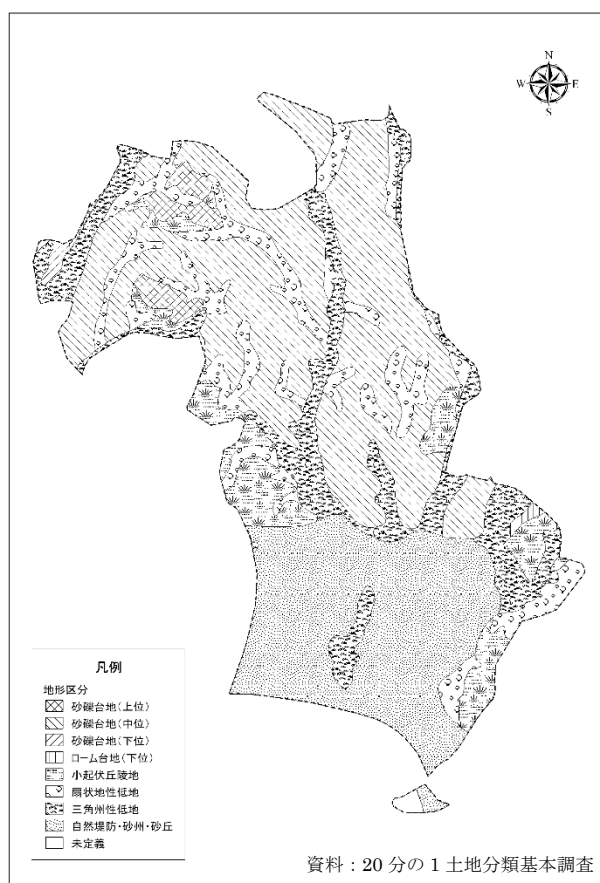 N
W E
S
凡例
地形区分
砂礫台地(上位)
砂礫台地(中位)
砂礫台地(下位)
ローム台地(下位)
小起伏丘陵地
扇状地性低地
三角州性低地
自然堤防・砂州・砂丘
未定義
資料：20 分の 1 土地分類基本調査